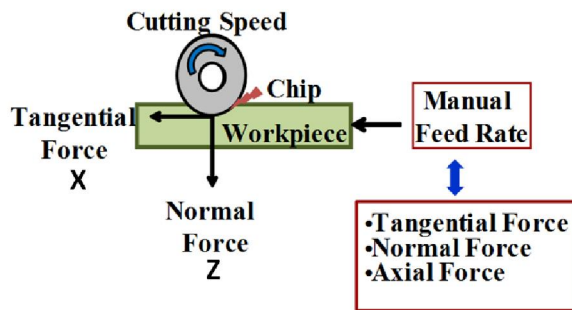 Cutting Speed
Chip
Tangential
Force
X
Workpiece
Normal
Force
Z
Manual
Feed Rate
•Tangential Force
•Normal Force
•Axial Force